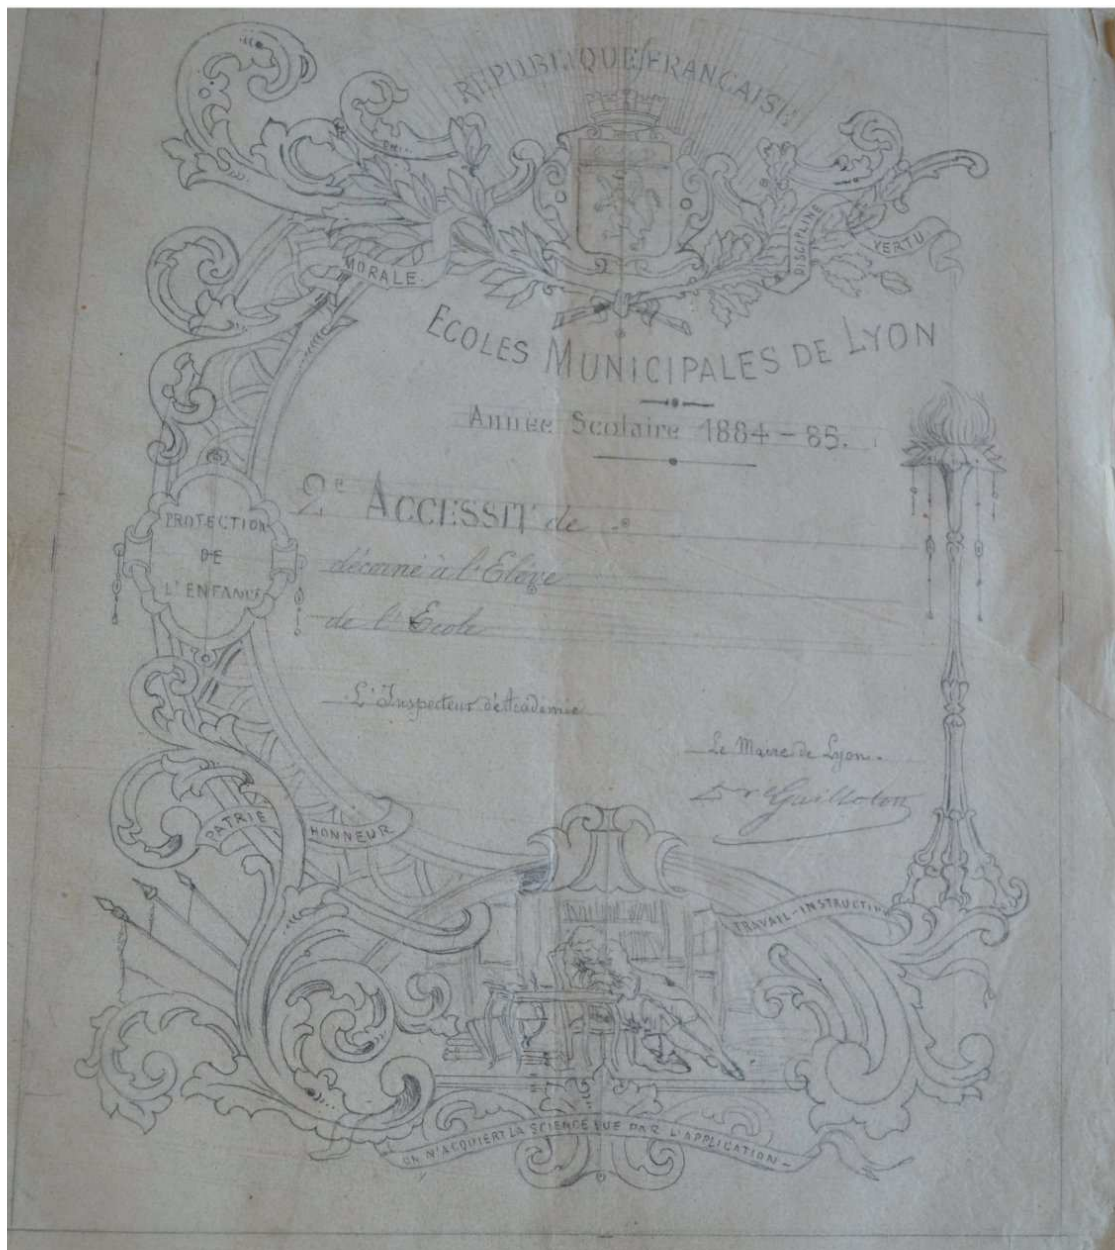 REPUBLIQUE FRANÇAISE
MORALE.
DISCIPLINE
VERTU
ECOLES MUNICIPALES DE LYON
Année Scolaire 1884-85.
2e ACCESSIT de
décerné à l'Elève
de l'Ecole
PROTECTION
DE
L'ENFANCE
L'Inspecteur d'Académie
Le Maire de Lyon.
Dr Gailleton
PATRIE
HONNEUR
TRAVAIL-INSTRUCTION
ON N'ACQUIERT LA SCIENCE QUE PAR L'APPLICATION-